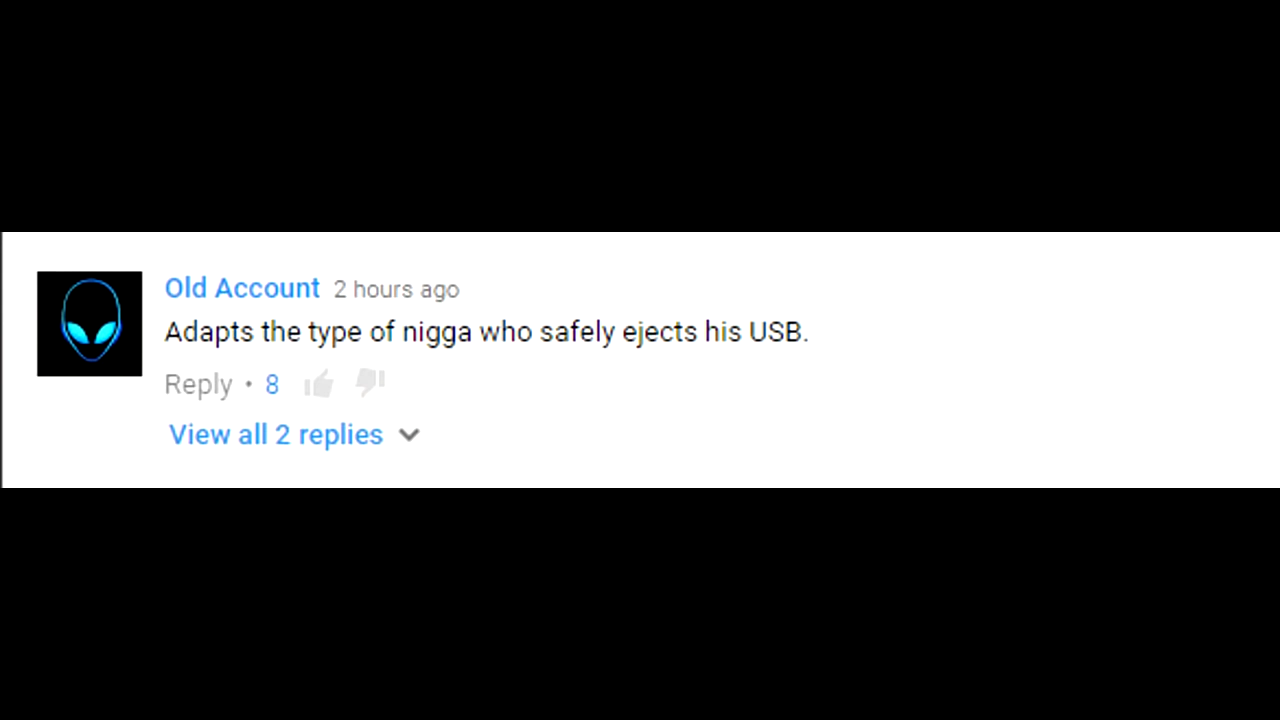 Old Account 2 hours ago
Adapts the type of nigga who safely ejects his USB.
Reply • 8
View all 2 replies